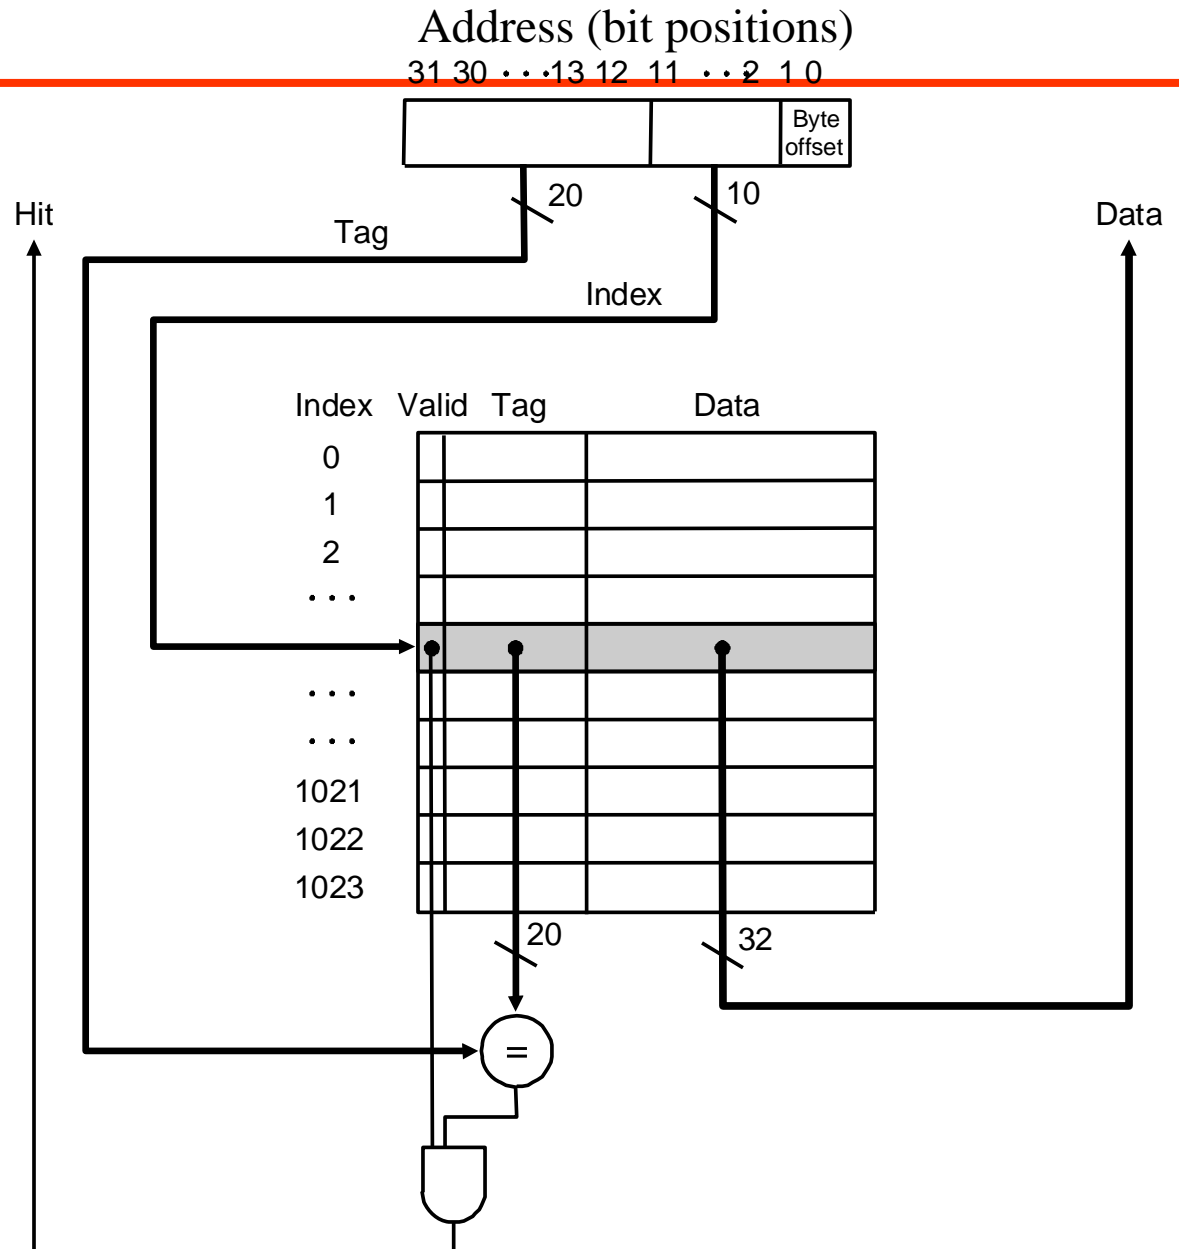 Address (bit positions)
31 30 · · · 13 12 11 · · · 2 1 0
Byte
offset
20 10
Hit Data
Tag
Index
Index Valid Tag Data
0
1
2
· · ·
· · ·
· · ·
1021
1022
1023
20 32
=